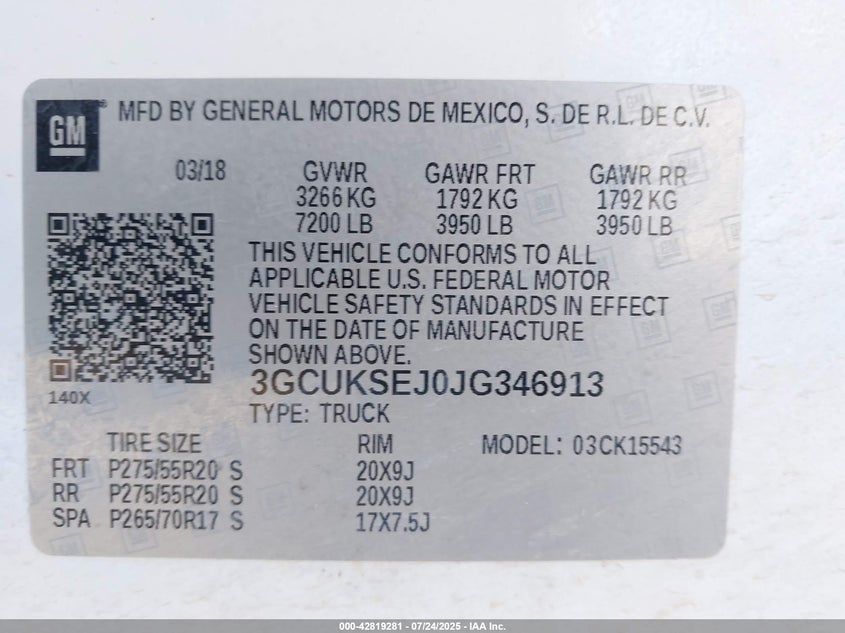 GM
MFD BY GENERAL MOTORS DE MEXICO, S. DE R.L. DE C.V.
03/18 GVWR GAWR FRT GAWR RR
3266 KG 1792 KG 1792 KG
7200 LB 3950 LB 3950 LB
THIS VEHICLE CONFORMS TO ALL
APPLICABLE U.S. FEDERAL MOTOR
VEHICLE SAFETY STANDARDS IN EFFECT
ON THE DATE OF MANUFACTURE
SHOWN ABOVE.
3GCUKSEJ0JG346913
140X
TYPE: TRUCK
TIRE SIZE RIM MODEL: 03CK15543
FRT P275/55R20 S 20X9J
RR P275/55R20 S 20X9J
SPA P265/70R17 S 17X7.5J
000-42819281 - 07/24/2025 - IAA Inc.